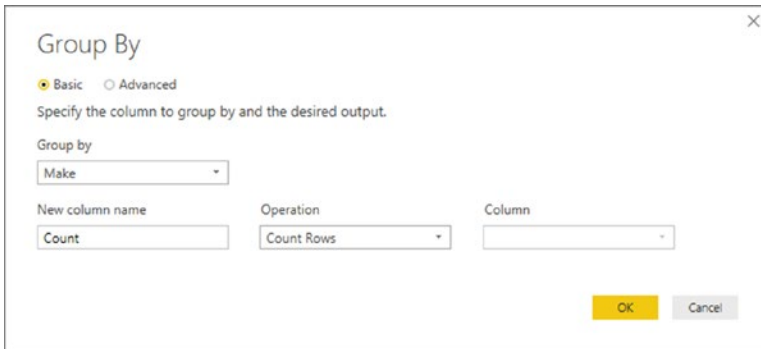 Group By
Basic Advanced
Specify the column to group by and the desired output.
Group by
Make
New column name Operation Column
Count Count Rows
OK Cancel